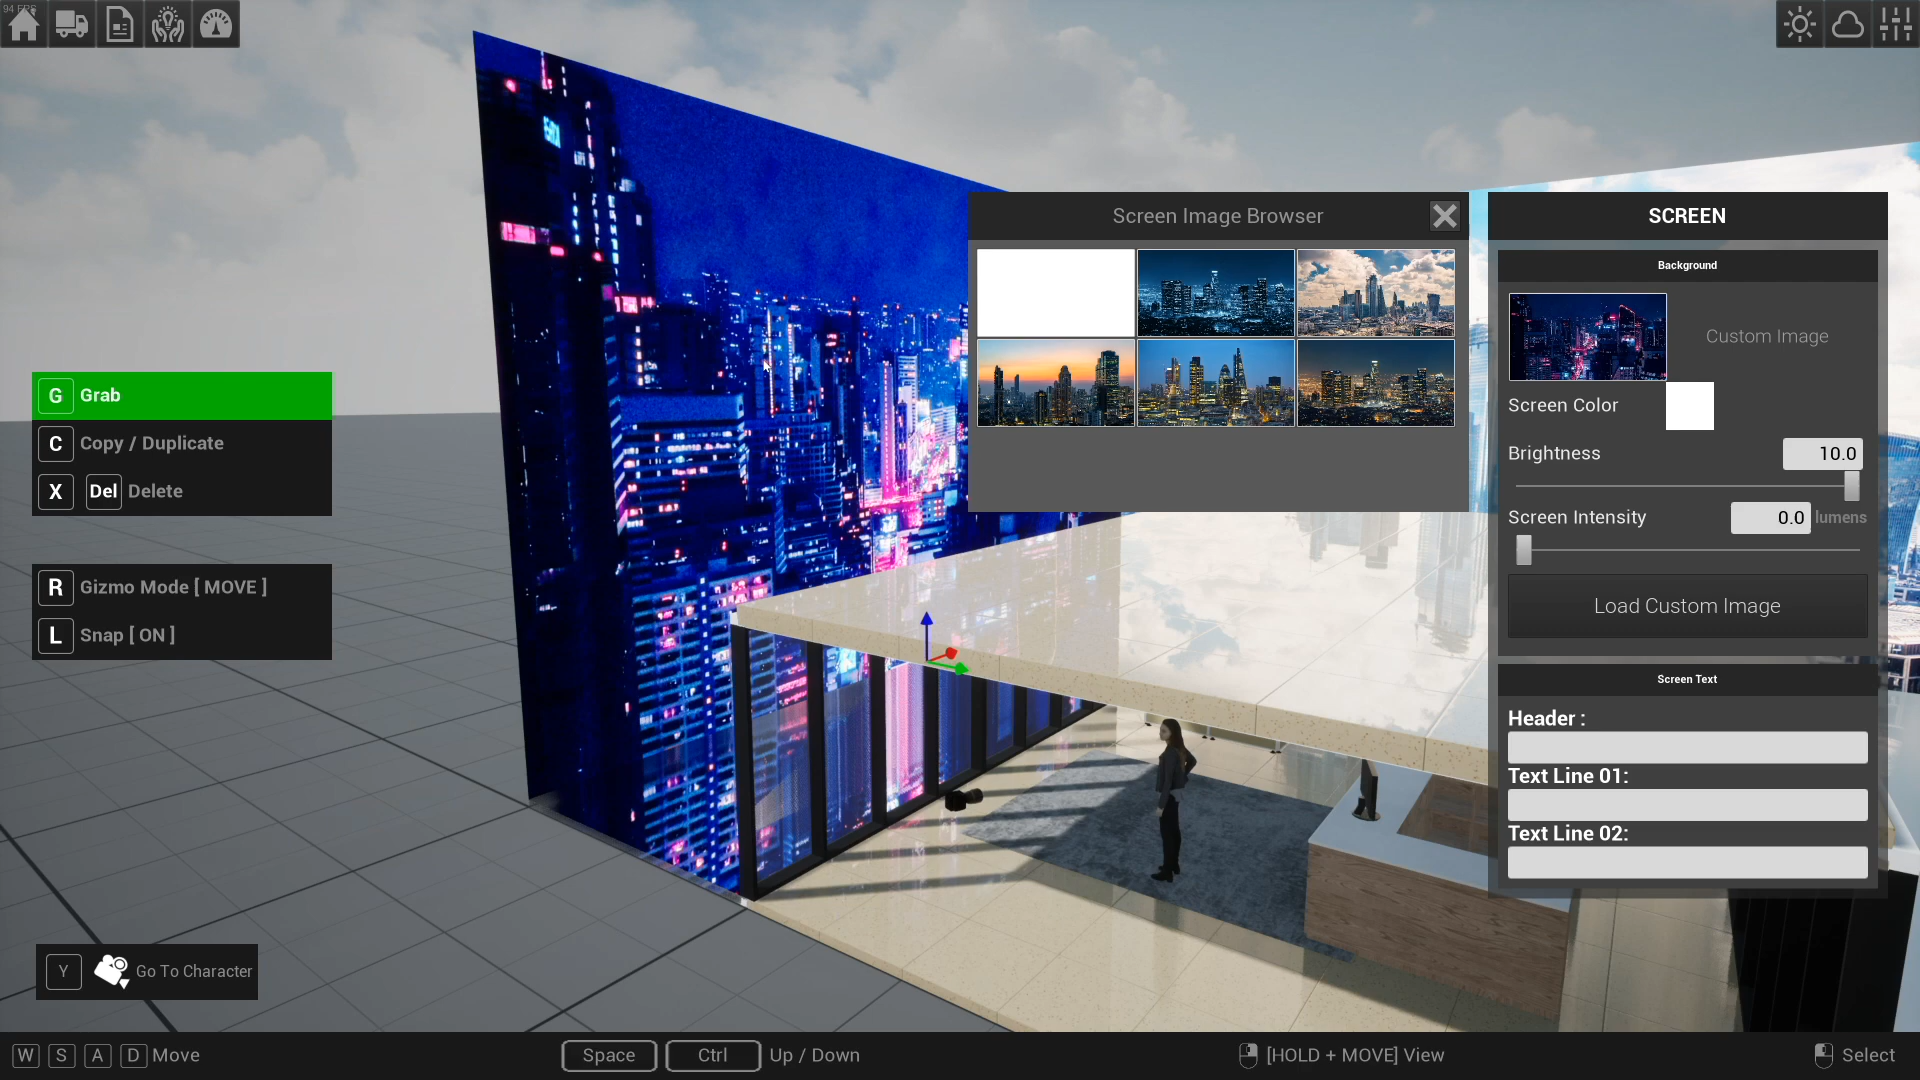 94 FPS
Screen Image Browser
SCREEN
Background
Custom Image
Screen Color
Brightness
10.0
Screen Intensity
0.0 lumens
Load Custom Image
Screen Text
Header :
Text Line 01:
Text Line 02:
G Grab
C Copy / Duplicate
X Del Delete
R Gizmo Mode [ MOVE ]
L Snap [ ON ]
Y Go To Character
W S A D Move
Space Ctrl Up / Down
[HOLD + MOVE] View
Select